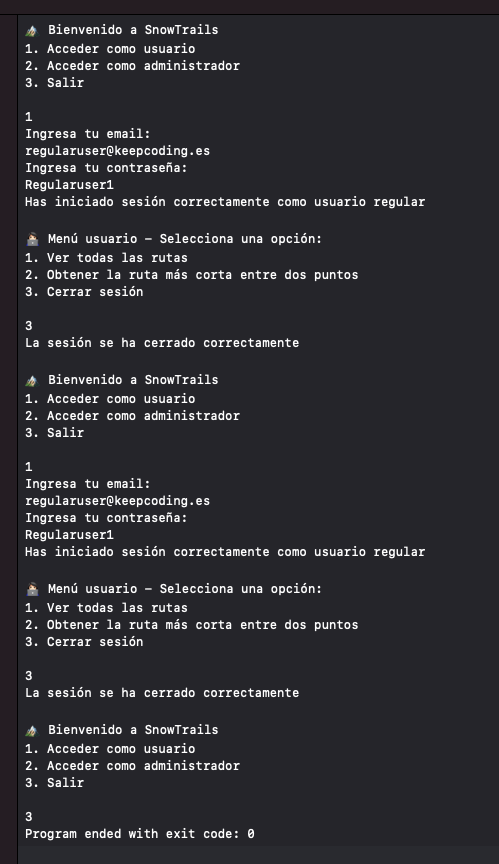 🏔️ Bienvenido a SnowTrails
1. Acceder como usuario
2. Acceder como administrador
3. Salir
1
Ingresa tu email:
regularuser@keepcoding.es
Ingresa tu contraseña:
Regularuser1
Has iniciado sesión correctamente como usuario regular
Menú usuario - Selecciona una opción:
1. Ver todas las rutas
2. Obtener la ruta más corta entre dos puntos
3. Cerrar sesión
3
La sesión se ha cerrado correctamente
🏔️ Bienvenido a SnowTrails
1. Acceder como usuario
2. Acceder como administrador
3. Salir
1
Ingresa tu email:
regularuser@keepcoding.es
Ingresa tu contraseña:
Regularuser1
Has iniciado sesión correctamente como usuario regular
Menú usuario - Selecciona una opción:
1. Ver todas las rutas
2. Obtener la ruta más corta entre dos puntos
3. Cerrar sesión
3
La sesión se ha cerrado correctamente
🏔️ Bienvenido a SnowTrails
1. Acceder como usuario
2. Acceder como administrador
3. Salir
3
Program ended with exit code: 0